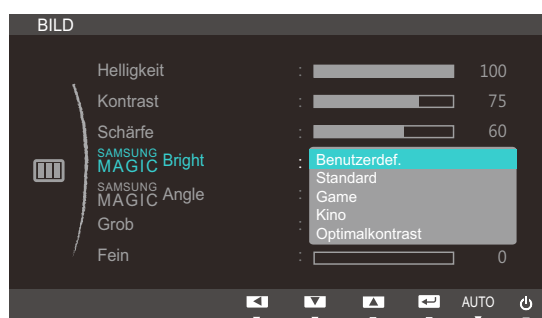 BILD
Helligkeit : 100
Kontrast : 75
Schärfe : 60
SAMSUNG MAGIC Bright : Benutzerdef.
Standard
SAMSUNG MAGIC Angle : Game
Kino
Grob : Optimalkontrast
Fein : 0
AUTO